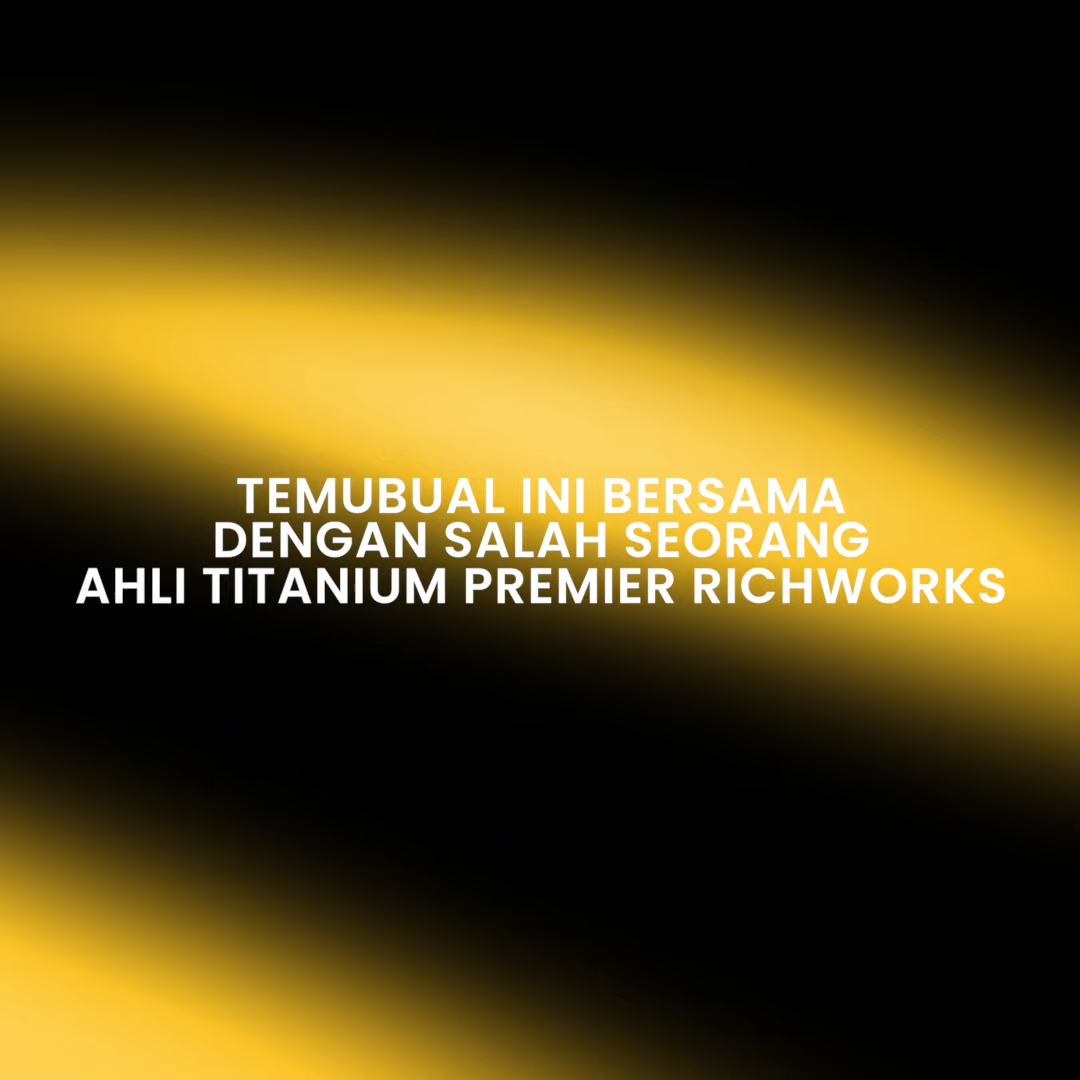 TEMUBUAL INI BERSAMA
DENGAN SALAH SEORANG
AHLI TITANIUM PREMIER RICHWORKS